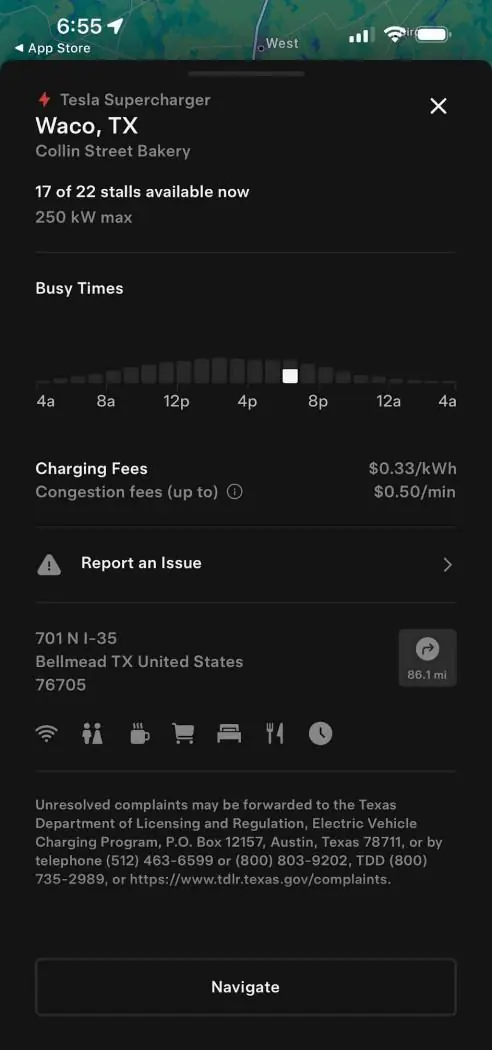 6:55
App Store
West
Tesla Supercharger
Waco, TX
Collin Street Bakery
17 of 22 stalls available now
250 kW max
Busy Times
4a 8a 12p 4p 8p 12a 4a
Charging Fees $0.33/kWh
Congestion fees (up to) $0.50/min
Report an Issue
701 N I-35
Bellmead TX United States
76705
86.1 mi
Unresolved complaints may be forwarded to the Texas
Department of Licensing and Regulation, Electric Vehicle
Charging Program, P.O. Box 12157, Austin, Texas 78711, or by
telephone (512) 463-6599 or (800) 803-9202, TDD (800)
735-2989, or https://www.tdlr.texas.gov/complaints.
Navigate